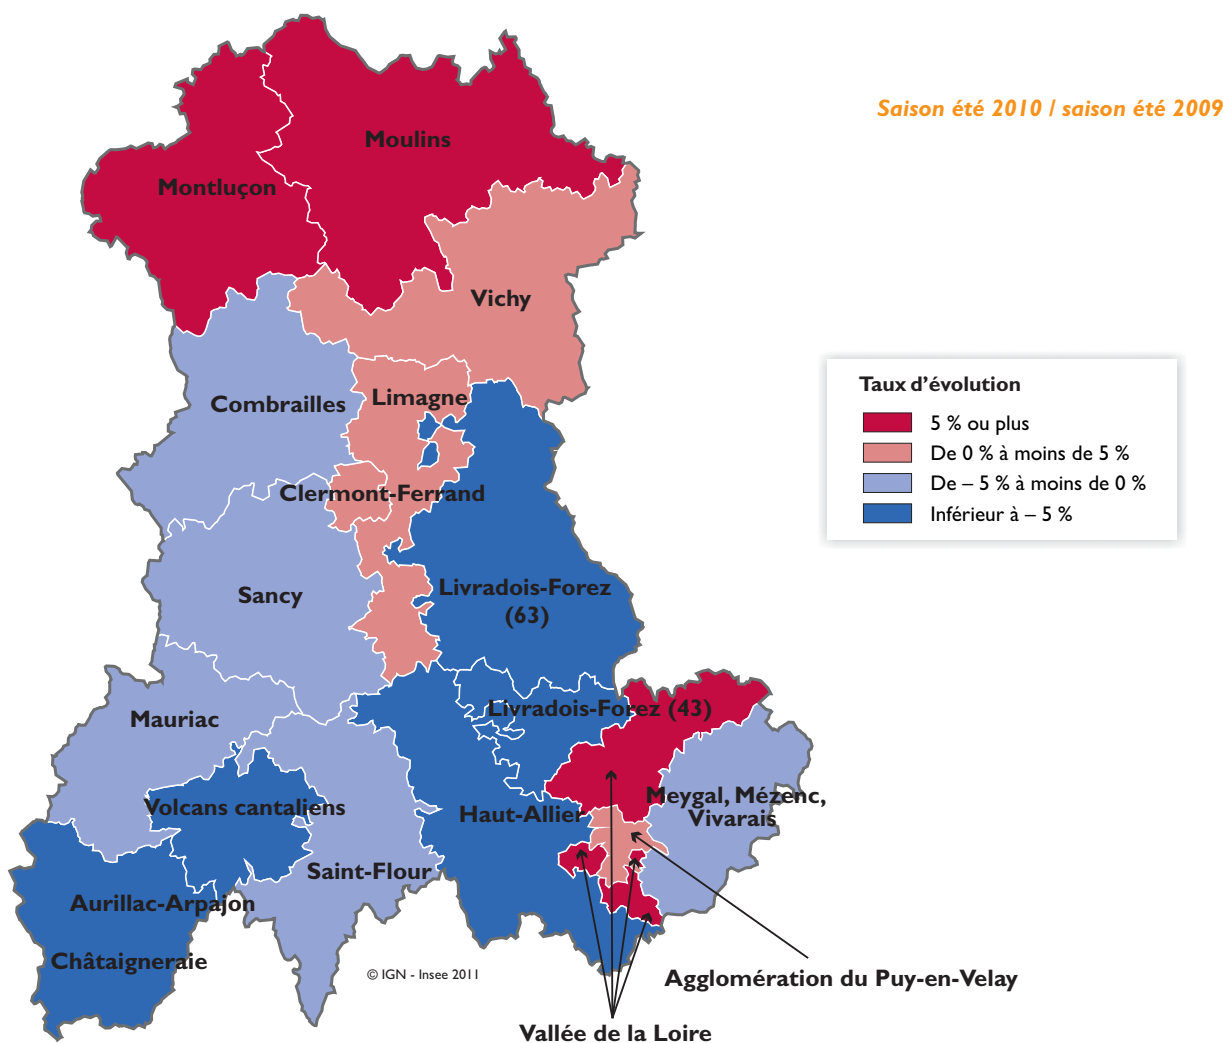 Saison été 2010 / saison été 2009
Moulins
Montluçon
Vichy
Taux d'évolution
5 % ou plus
De 0 % à moins de 5 %
De – 5 % à moins de 0 %
Inférieur à – 5 %
Combrailles
Limagne
Clermont-Ferrand
Sancy
Livradois-Forez
(63)
Mauriac
Livradois-Forez (43)
Volcans cantaliens
Haut-Allier
Meygal, Mézenc,
Vivarais
Saint-Flour
Aurillac-Arpajon
Châtaigneraie
© IGN - Insee 2011
Agglomération du Puy-en-Velay
Vallée de la Loire